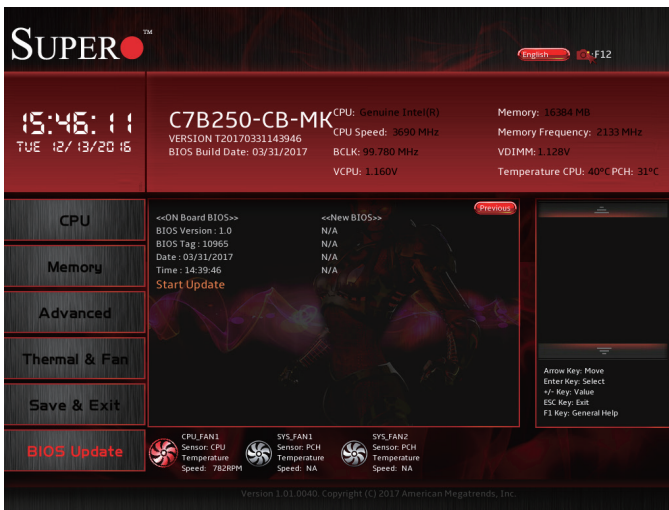 SUPER TM
English F12
15:46:11
TUE 12/13/2016
C7B250-CB-MK
VERSION T20170331143946
BIOS Build Date: 03/31/2017
CPU: Genuine Intel(R)
CPU Speed: 3690 MHz
BCLK: 99.780 MHz
VCPU: 1.160V
Memory: 16384 MB
Memory Frequency: 2133 MHz
VDIMM: 1.128V
Temperature CPU: 40°C PCH: 31°C
CPU
Memory
Advanced
Thermal & Fan
Save & Exit
BIOS Update
Previous
<<ON Board BIOS>> <<New BIOS>>
BIOS Version : 1.0 N/A
BIOS Tag : 10965 N/A
Date : 03/31/2017 N/A
Time : 14:39:46 N/A
Start Update
Arrow Key: Move
Enter Key: Select
+/- Key: Value
ESC Key: Exit
F1 Key: General Help
CPU_FAN1
Sensor: CPU
Temperature
Speed: 782RPM
SYS_FAN1
Sensor: PCH
Temperature
Speed: NA
SYS_FAN2
Sensor: PCH
Temperature
Speed: NA
Version 1.01.0040. Copyright (C) 2017 American Megatrends, Inc.